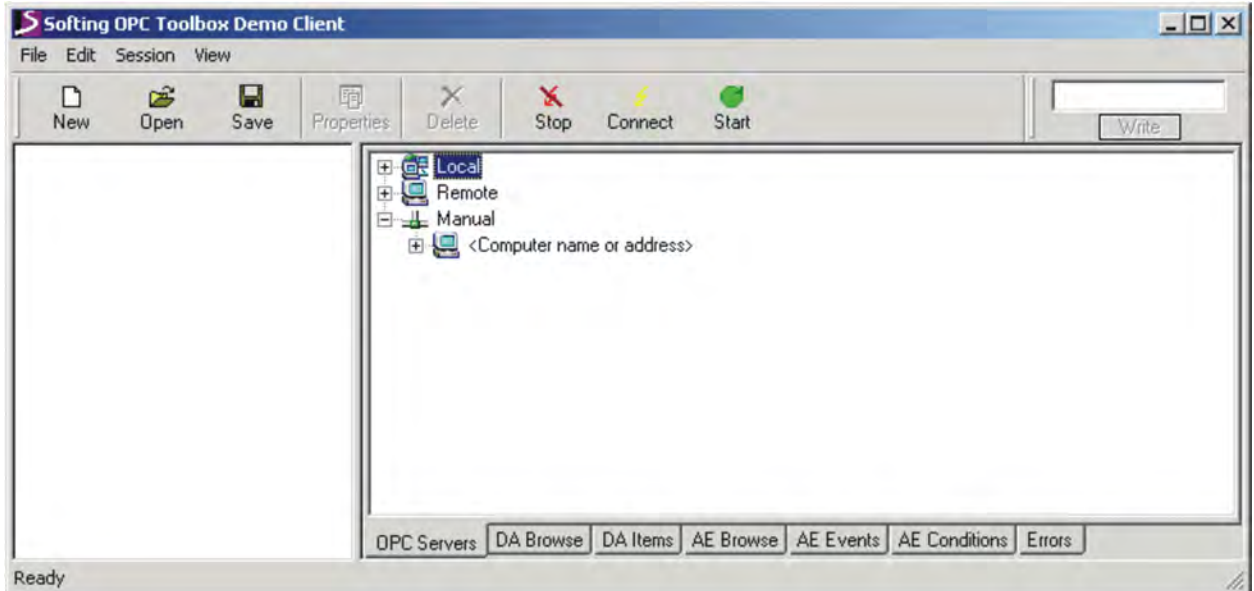 Softing OPC Toolbox Demo Client
File Edit Session View
New Open Save Properties Delete Stop Connect Start Write
Local
Remote
Manual
<Computer name or address>
OPC Servers DA Browse DA Items AE Browse AE Events AE Conditions Errors
Ready